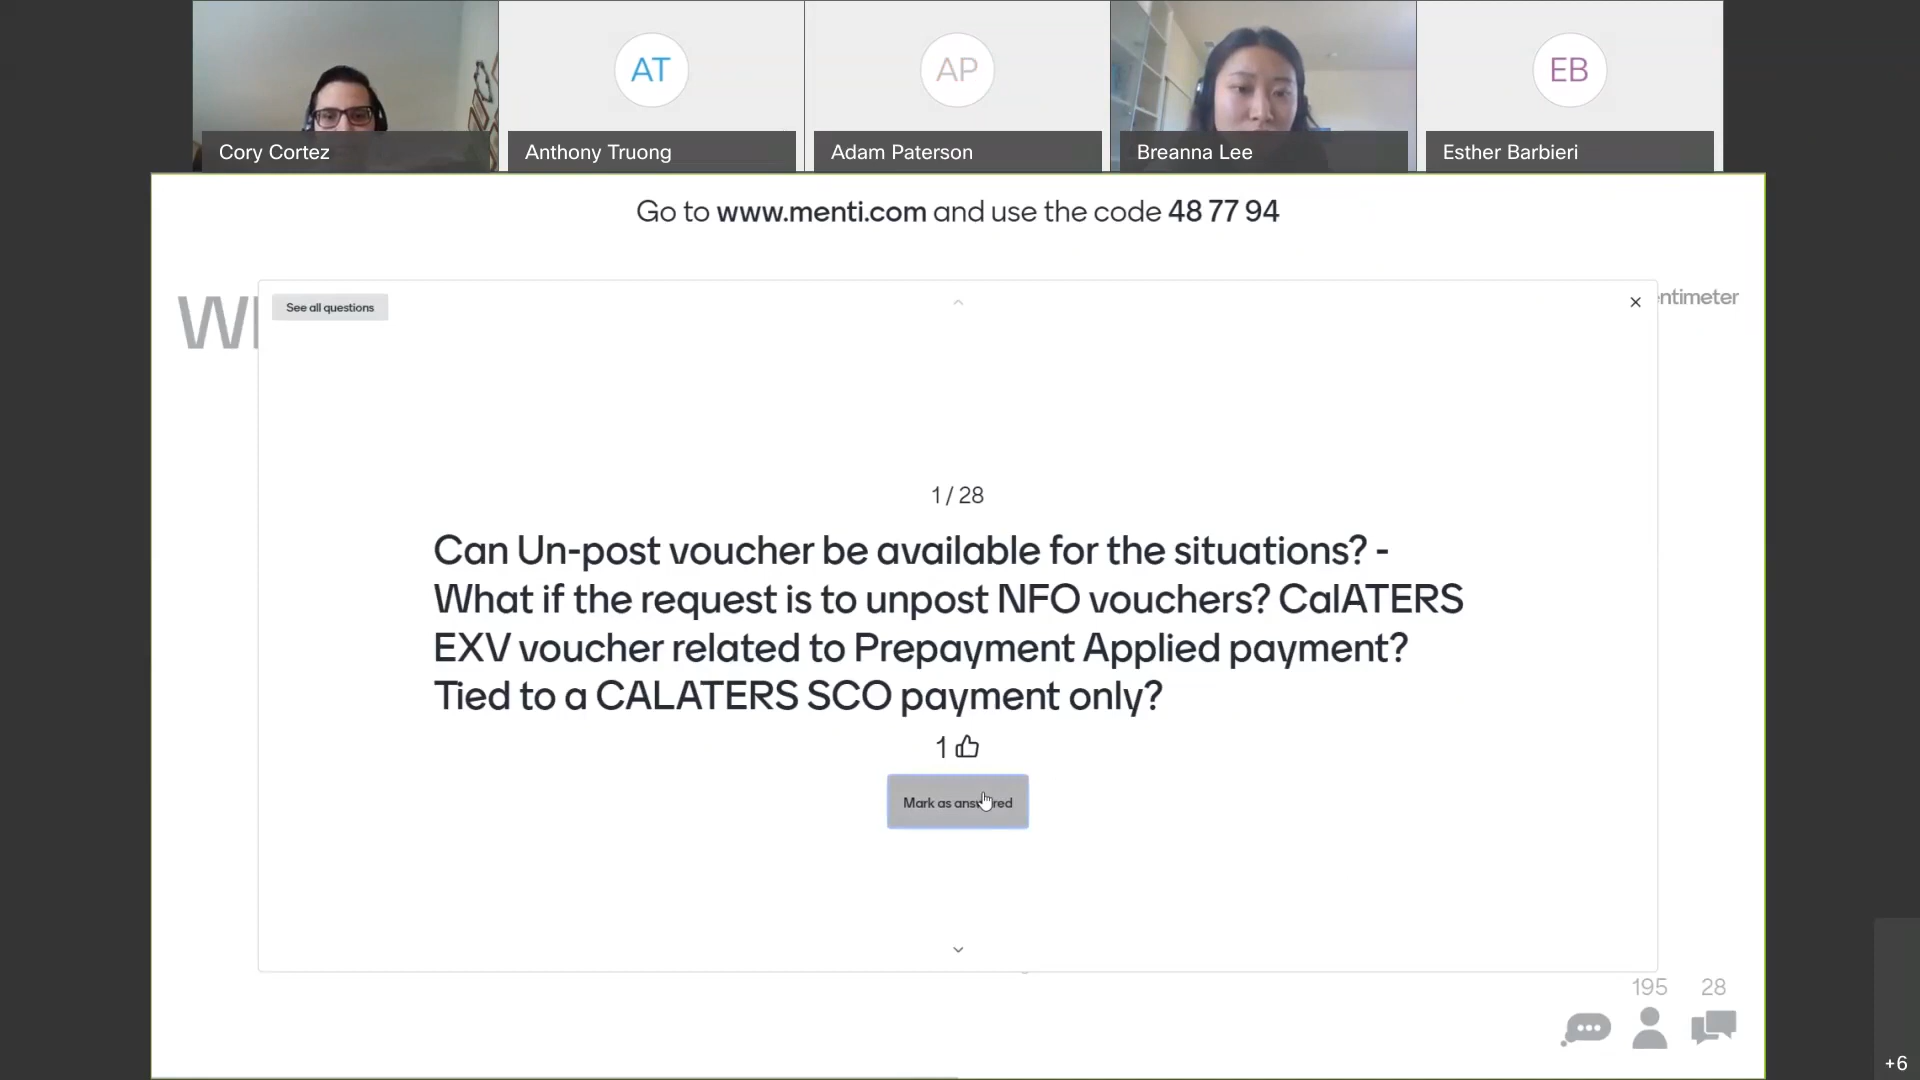 AT
AP
EB
Cory Cortez
Anthony Truong
Adam Paterson
Breanna Lee
Esther Barbieri
Go to www.menti.com and use the code 48 77 94
See all questions
ntimeter
1 / 28
Can Un-post voucher be available for the situations? -
What if the request is to unpost NFO vouchers? CalATERS
EXV voucher related to Prepayment Applied payment?
Tied to a CALATERS SCO payment only?
1
Mark as answered
195 28
+6